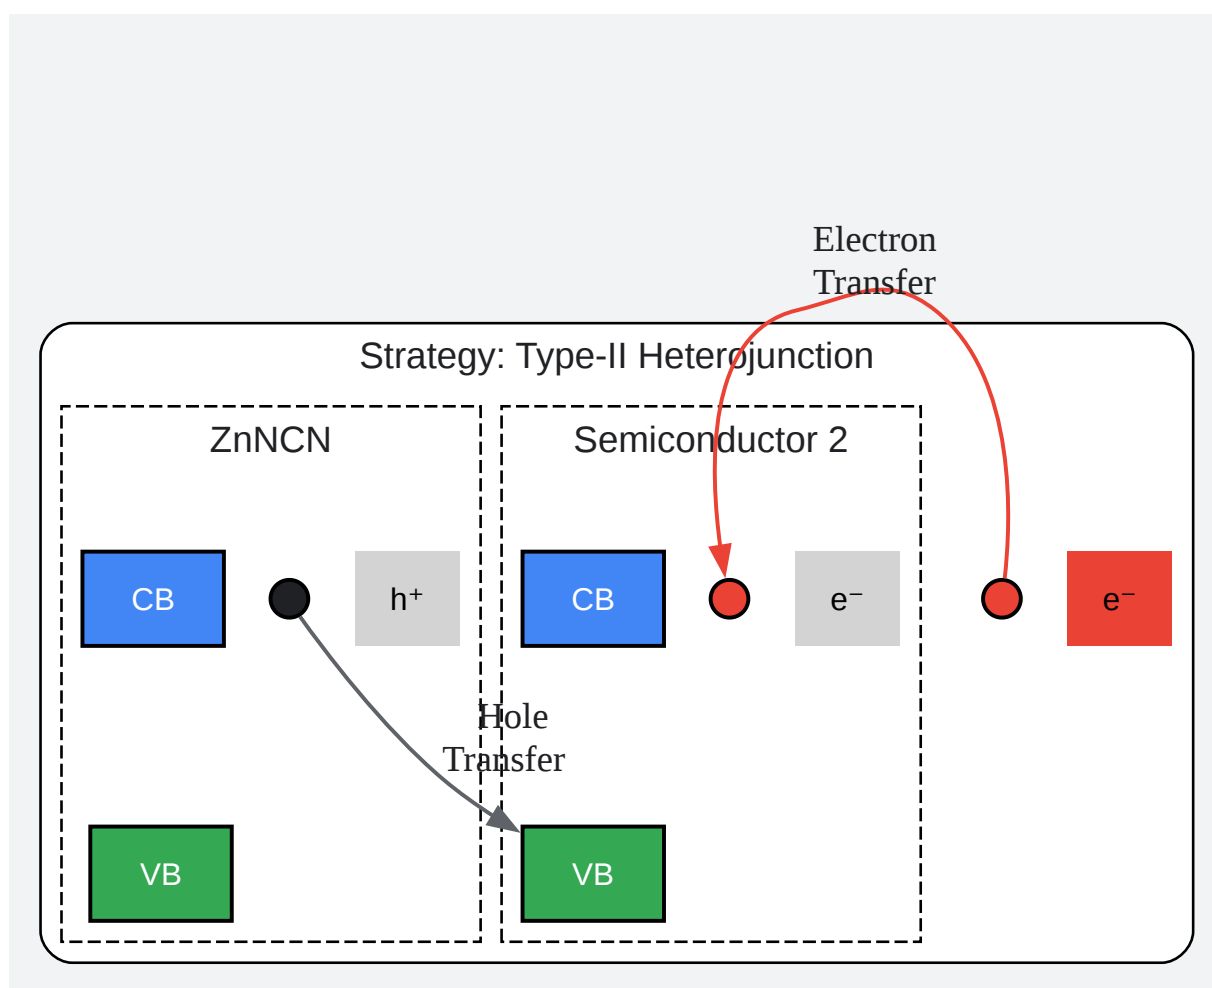 Electron
Transfer
Strategy: Type-II Heterojunction
ZnNCN
Semiconductor 2
CB
h⁺
CB
e⁻
e⁻
Hole
Transfer
VB
VB